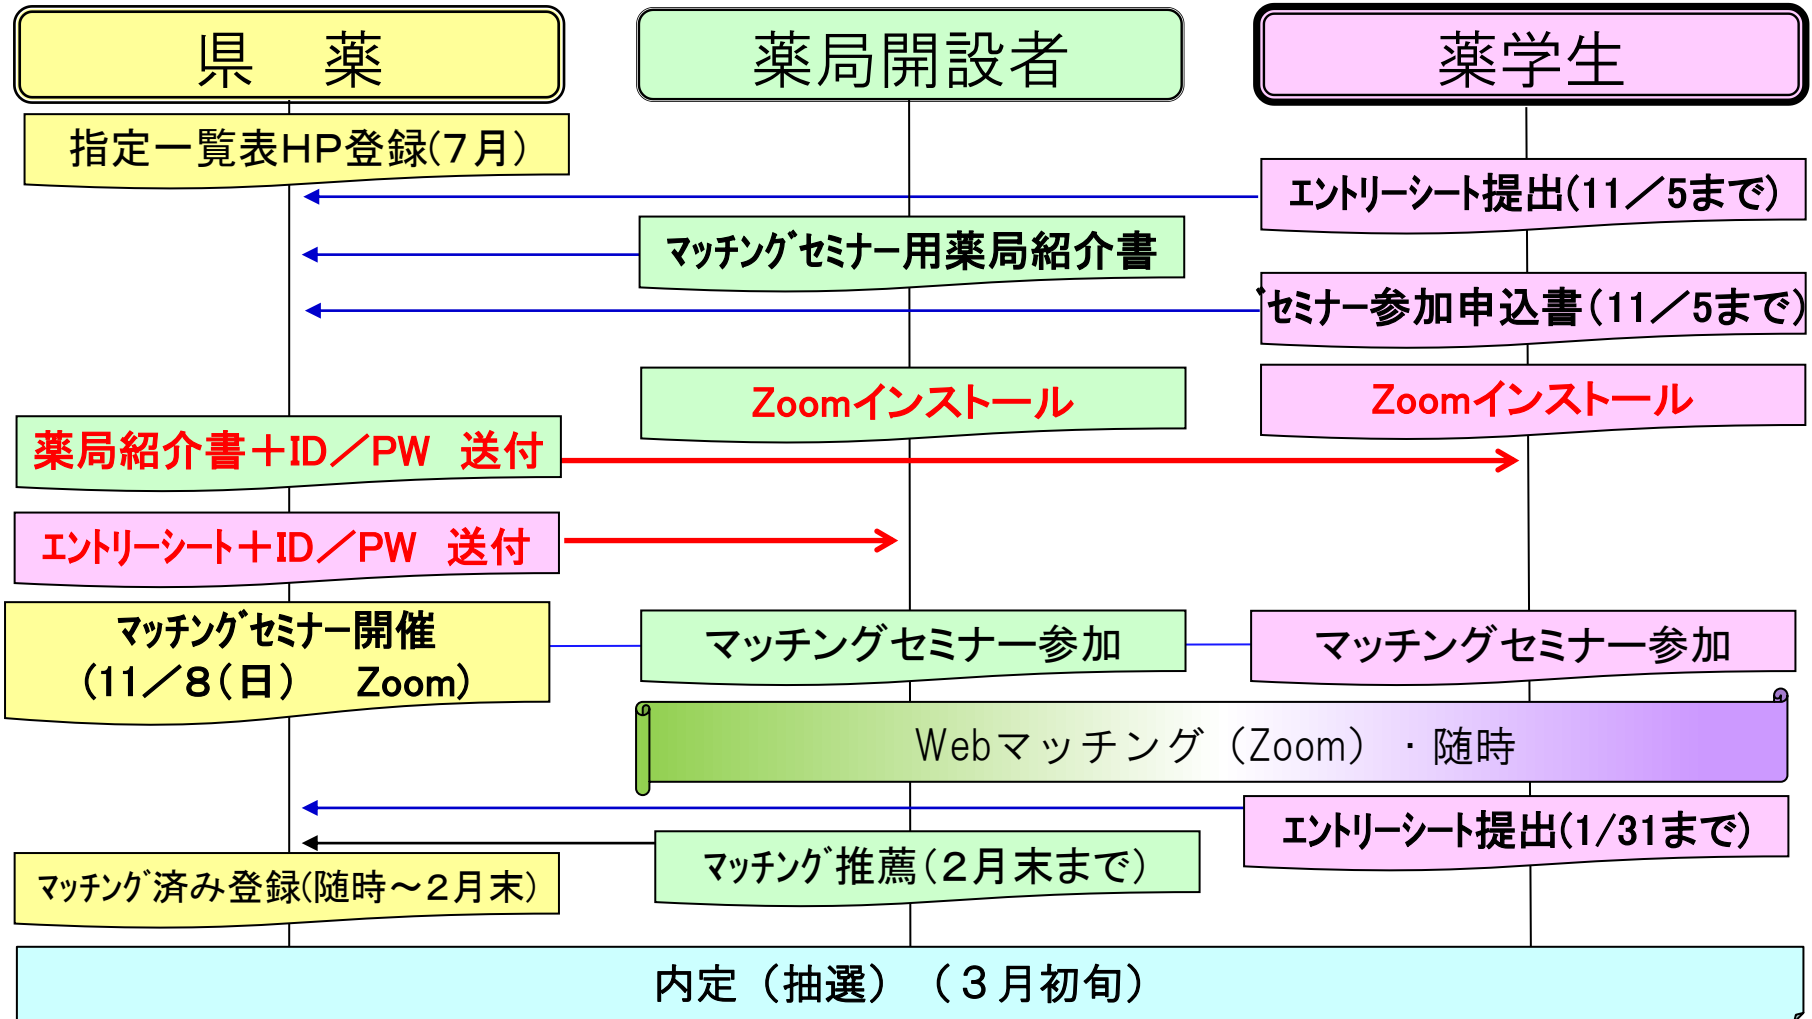 県　薬
薬局開設者
薬学生
指定一覧表ＨＰ登録(７月)
ｴﾝﾄﾘｰｼｰﾄ提出(11／5まで)
ﾏｯﾁﾝｸﾞｾﾐﾅｰ用薬局紹介書
ﾞｾﾐﾅｰ参加申込書(11／5まで)
Zoomインストール
Zoomインストール
薬局紹介書＋ID／PW　送付
ｴﾝﾄﾘｰｼｰﾄ＋ID／PW　送付
ﾏｯﾁﾝｸﾞｾﾐﾅｰ開催
(11／８(日)　Zoom)
マッチングセミナー参加
マッチングセミナー参加
Webマッチング（Zoom）・随時
ｴﾝﾄﾘｰｼｰﾄ提出(1/31まで)
ﾏｯﾁﾝｸﾞ推薦(２月末まで)
ﾏｯﾁﾝｸﾞ済み登録(随時～２月末)
内定（抽選）（３月初旬）